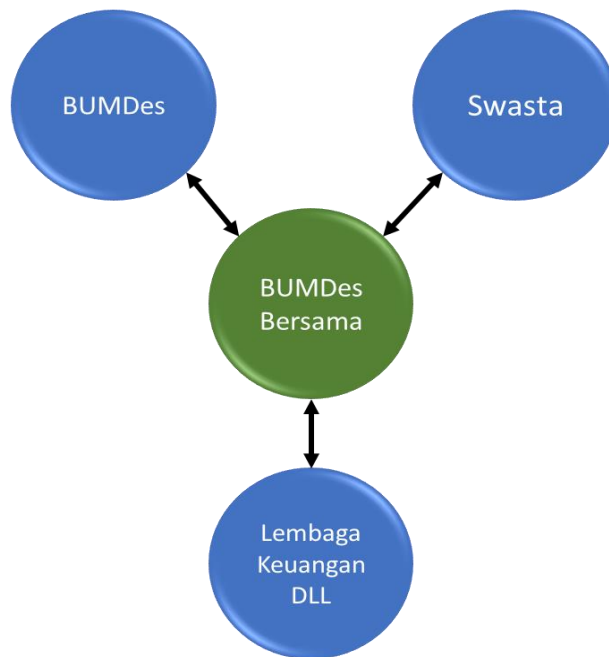 BUMDes
Swasta
BUMDes
Bersama
Lembaga
Keuangan
DLL